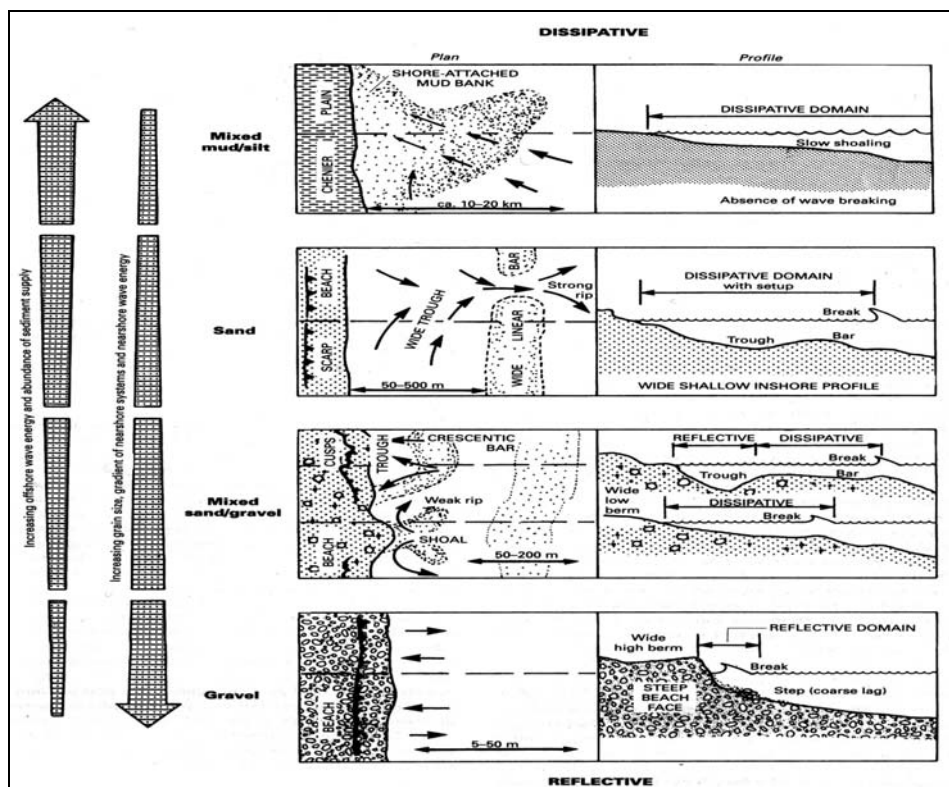 DISSIPATIVE
Plan
Profile
Increasing offshore wave energy and abundance of sediment supply
Increasing grain size, gradient of nearshore systems and nearshore wave energy
Mixed
mud/silt
CHENIER PLAIN
SHORE-ATTACHED
MUD BANK
ca. 10–20 km
DISSIPATIVE DOMAIN
Slow shoaling
Absence of wave breaking
Sand
SCARP BEACH
WIDE TROUGH
BAR
Strong
rip
WIDE LINEAR
50–500 m
DISSIPATIVE DOMAIN
with setup
Break
Trough
Bar
WIDE SHALLOW INSHORE PROFILE
Mixed
sand/gravel
BEACH CUSPS
TROUGH
CRESCENTIC
BAR
Weak rip
SHOAL
50–200 m
REFLECTIVE
DISSIPATIVE
Break
Trough
Bar
Wide
low
berm
DISSIPATIVE
Break
Gravel
BEACH
5–50 m
REFLECTIVE DOMAIN
Wide
high berm
Break
STEEP
BEACH
FACE
Step (coarse lag)
REFLECTIVE